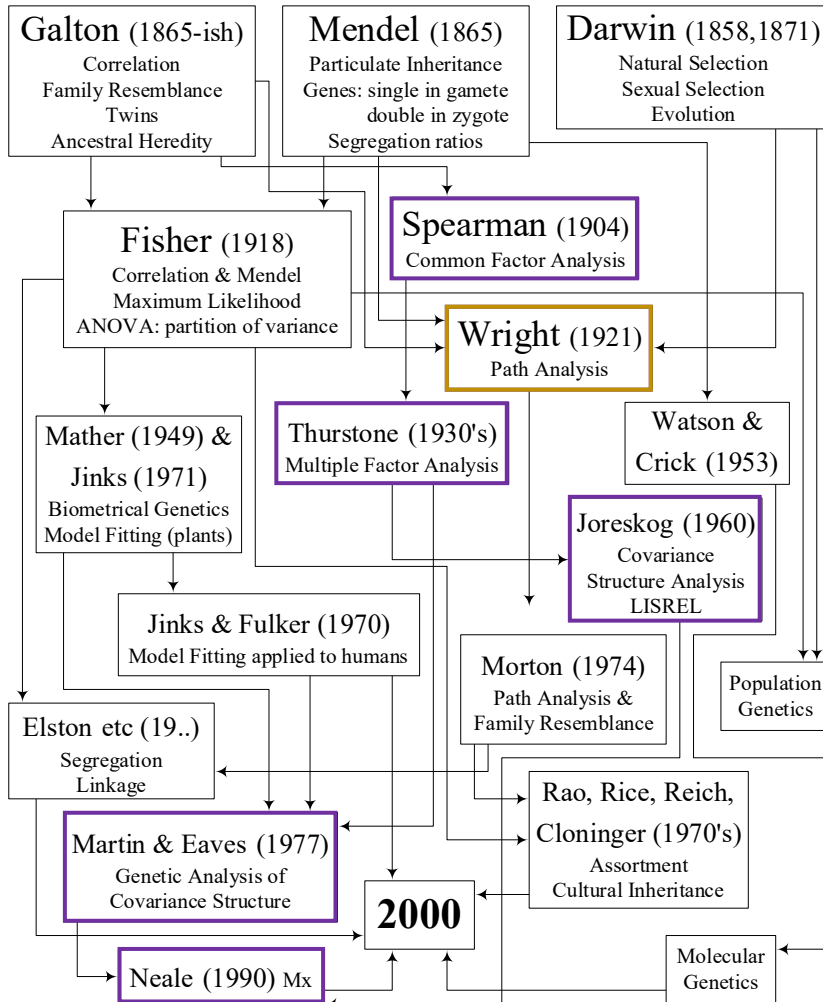 Galton (1865-ish)
Correlation
Family Resemblance
Twins
Ancestral Heredity
Mendel (1865)
Particulate Inheritance
Genes: single in gamete
double in zygote
Segregation ratios
Darwin (1858,1871)
Natural Selection
Sexual Selection
Evolution
Fisher (1918)
Correlation & Mendel
Maximum Likelihood
ANOVA: partition of variance
Spearman (1904)
Common Factor Analysis
Wright (1921)
Path Analysis
Mather (1949) &
Jinks (1971)
Biometrical Genetics
Model Fitting (plants)
Thurstone (1930's)
Multiple Factor Analysis
Watson &
Crick (1953)
Joreskog (1960)
Covariance
Structure Analysis
LISREL
Jinks & Fulker (1970)
Model Fitting applied to humans
Morton (1974)
Path Analysis &
Family Resemblance
Population
Genetics
Elston etc (19..)
Segregation
Linkage
Rao, Rice, Reich,
Cloninger (1970's)
Assortment
Cultural Inheritance
Martin & Eaves (1977)
Genetic Analysis of
Covariance Structure
2000
Neale (1990) Mx
Molecular
Genetics